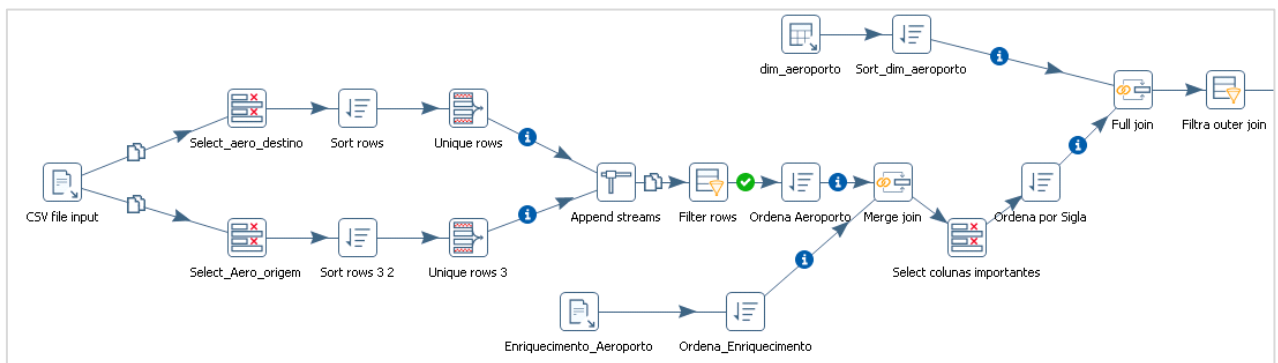 dim_aeroporto
Sort_dim_aeroporto
Full join
Filtra outer join
Select_aero_destino
Sort rows
Unique rows
CSV file input
Append streams
Filter rows
Ordena Aeroporto
Merge join
Ordena por Sigla
Select_Aero_origem
Sort rows 3 2
Unique rows 3
Select colunas importantes
Enriquecimento_Aeroporto
Ordena_Enriquecimento